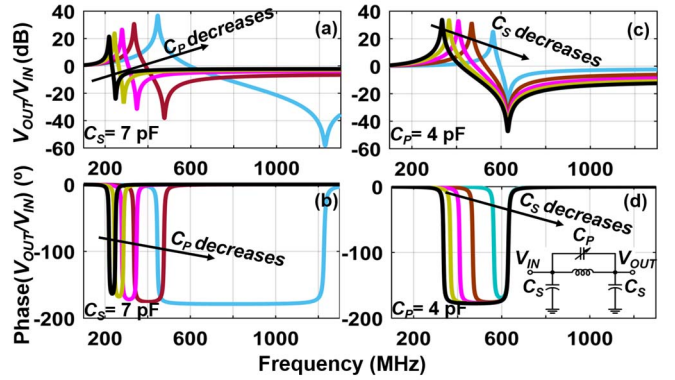 40
20
0
-20
-40
-60
V_OUT/V_IN (dB)
(a)
C_P decreases
C_S = 7 pF
200
600
1000
40
20
0
-20
-40
-60
(c)
C_S decreases
C_P = 4 pF
200
600
1000
0
-100
-200
Phase(V_OUT/V_IN) (º)
(b)
C_P decreases
C_S = 7 pF
200
600
1000
0
-100
-200
(d)
C_S decreases
C_P
V_IN
V_OUT
C_S
C_S
C_P = 4 pF
200
600
1000
Frequency (MHz)